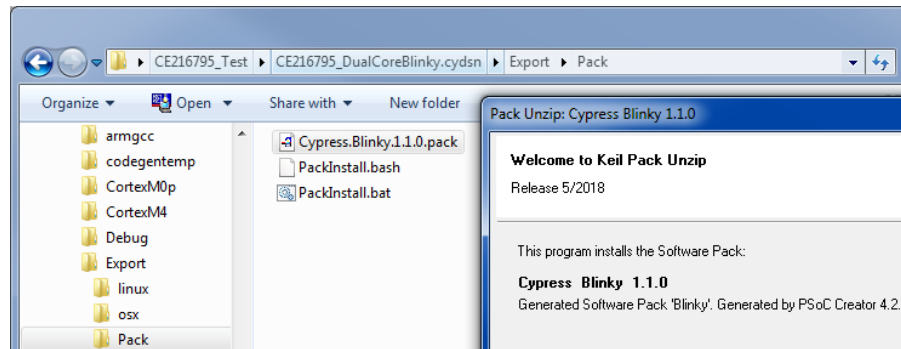 CE216795_Test CE216795_DualCoreBlinky.cydsn Export Pack
Organize Open Share with New folder
armgcc
codegentemp
CortexM0p
CortexM4
Debug
Export
linux
osx
Pack
Cypress.Blinky.1.1.0.pack
PackInstall.bash
PackInstall.bat
Pack Unzip: Cypress Blinky 1.1.0
Welcome to Keil Pack Unzip
Release 5/2018
This program installs the Software Pack:
Cypress Blinky 1.1.0
Generated Software Pack 'Blinky'. Generated by PSoC Creator 4.2.